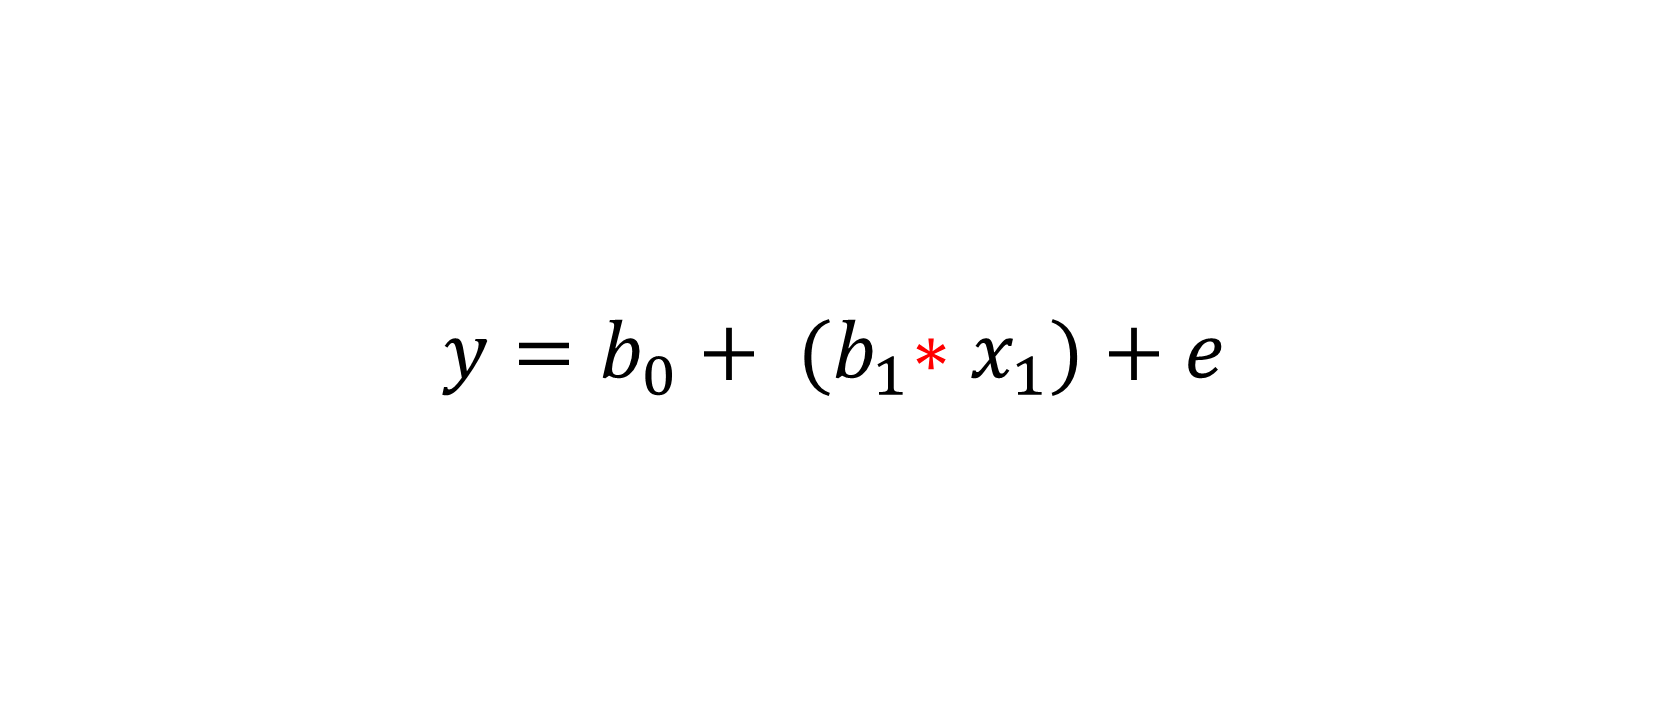 y = b₀ + (b₁* x₁) + e